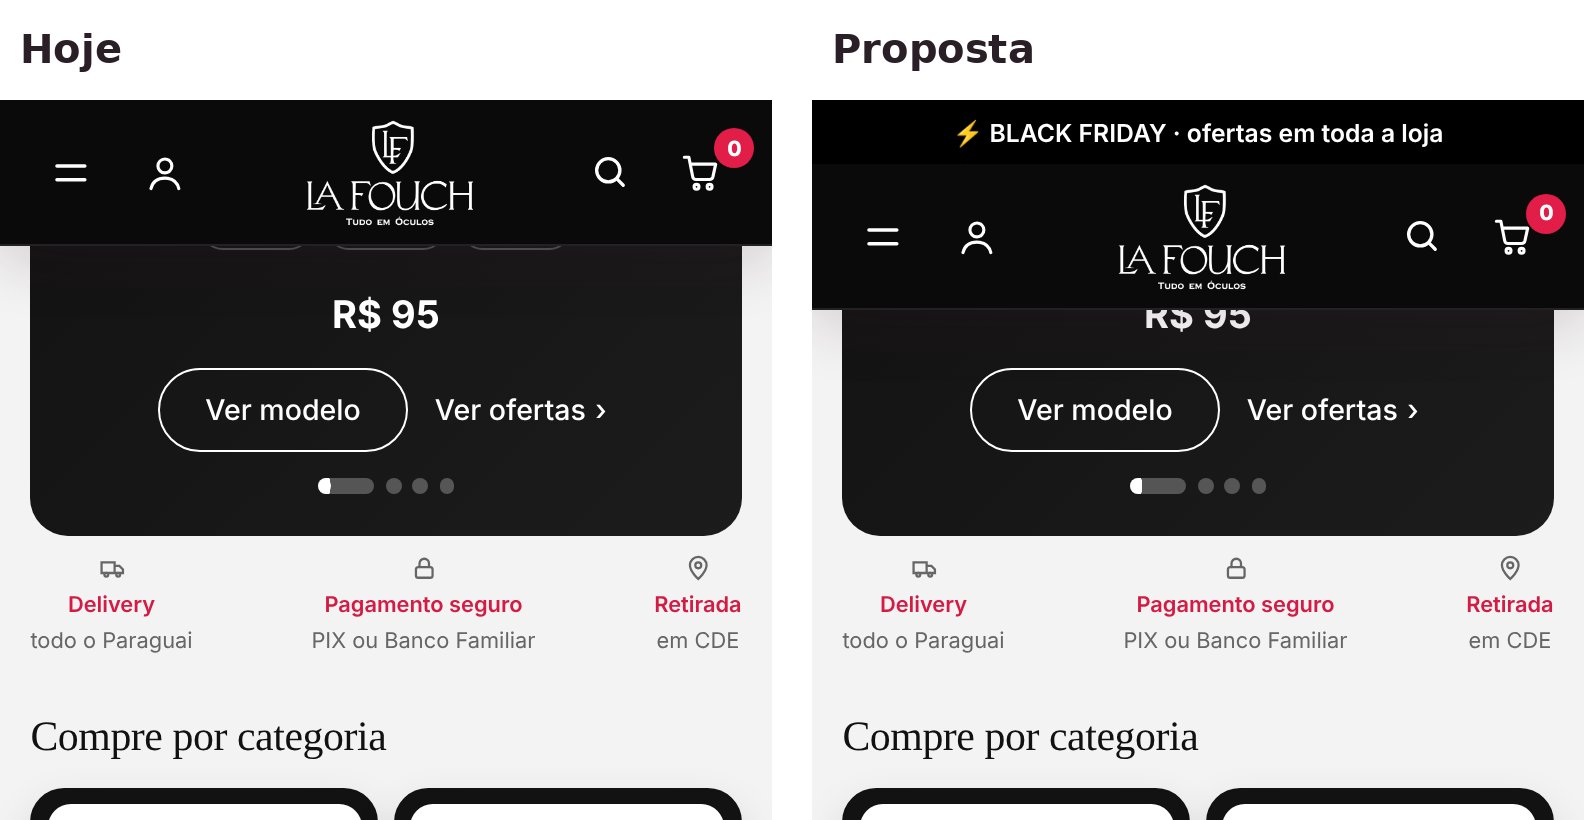 Hoje
LF
LA FOUCH
TUDO EM ÓCULOS
0
R$ 95
Ver modelo
Ver ofertas ›
Delivery
todo o Paraguai
Pagamento seguro
PIX ou Banco Familiar
Retirada
em CDE
Compre por categoria
Proposta
⚡ BLACK FRIDAY · ofertas em toda a loja
LF
LA FOUCH
TUDO EM ÓCULOS
0
R$ 95
Ver modelo
Ver ofertas ›
Delivery
todo o Paraguai
Pagamento seguro
PIX ou Banco Familiar
Retirada
em CDE
Compre por categoria